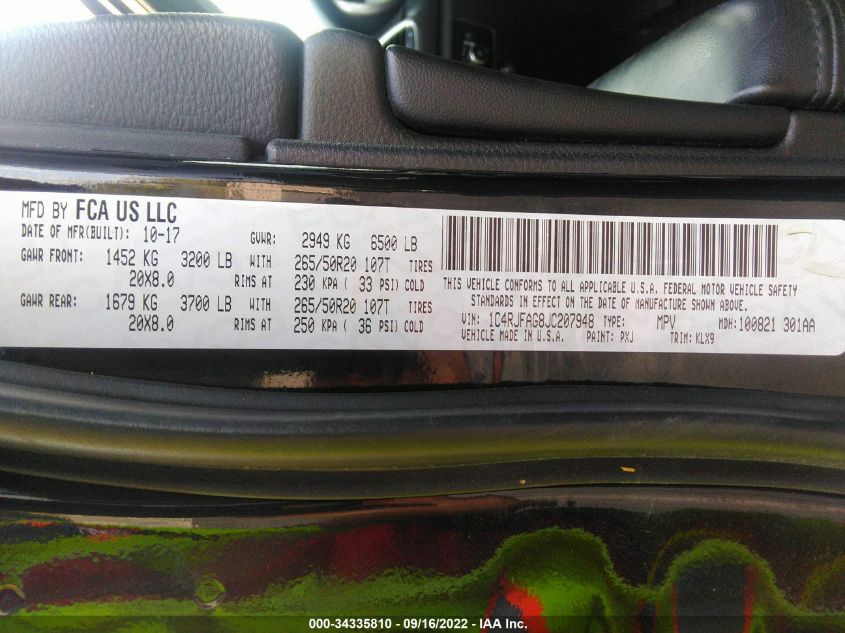 MFD BY FCA US LLC
DATE OF MFR(BUILT): 10-17 GVWR: 2949 KG 6500 LB
GAWR FRONT: 1452 KG 3200 LB WITH 265/50R20 107T TIRES
20X8.0 RIMS AT 230 KPA ( 33 PSI) COLD
GAWR REAR: 1679 KG 3700 LB WITH 265/50R20 107T TIRES
20X8.0 RIMS AT 250 KPA ( 36 PSI) COLD
THIS VEHICLE CONFORMS TO ALL APPLICABLE U.S.A. FEDERAL MOTOR VEHICLE SAFETY
STANDARDS IN EFFECT ON THE DATE OF MANUFACTURE SHOWN ABOVE.
VIN: 1C4RJFAG8JC207948 TYPE: MPV MDH: 100821 301AA
VEHICLE MADE IN U.S.A. PAINT: PXJ TRIM: KLX9
000-34335810 - 09/16/2022 - IAA Inc.